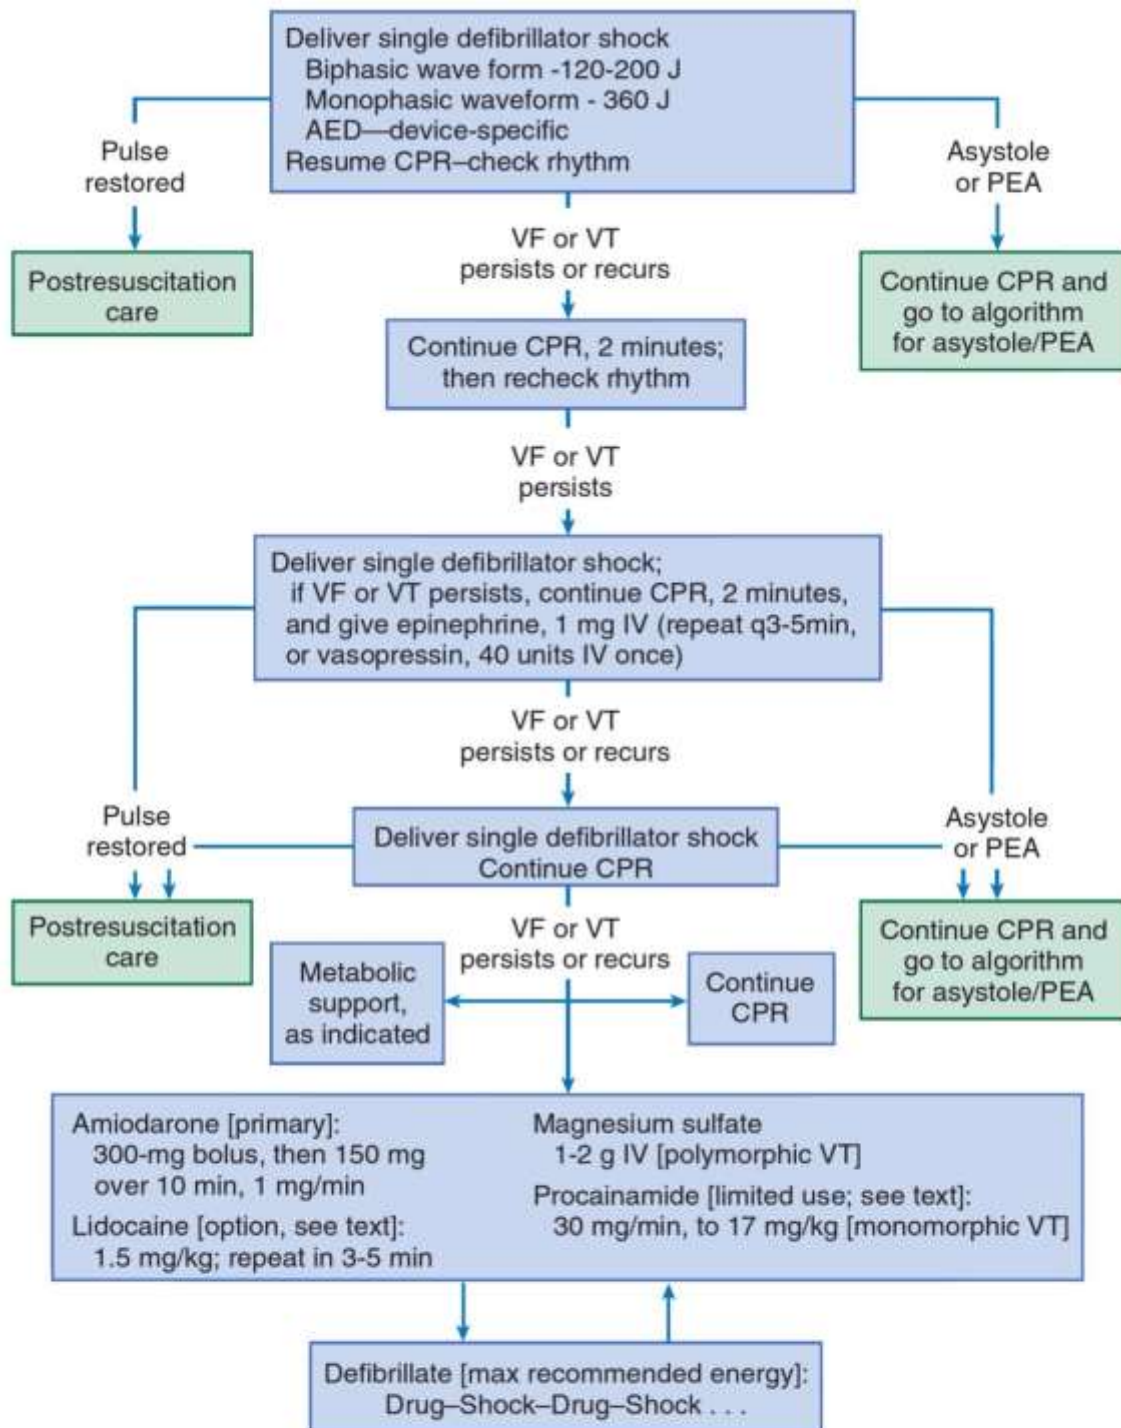 Deliver single defibrillator shock
Biphasic wave form -120-200 J
Monophasic waveform - 360 J
AED—device-specific
Resume CPR–check rhythm
Pulse
restored
Asystole
or PEA
VF or VT
persists or recurs
Postresuscitation
care
Continue CPR and
go to algorithm
for asystole/PEA
Continue CPR, 2 minutes;
then recheck rhythm
VF or VT
persists
Deliver single defibrillator shock;
if VF or VT persists, continue CPR, 2 minutes,
and give epinephrine, 1 mg IV (repeat q3-5min,
or vasopressin, 40 units IV once)
VF or VT
persists or recurs
Pulse
restored
Deliver single defibrillator shock
Continue CPR
Asystole
or PEA
Postresuscitation
care
VF or VT
persists or recurs
Continue CPR and
go to algorithm
for asystole/PEA
Metabolic
support,
as indicated
Continue
CPR
Amiodarone [primary]:
300-mg bolus, then 150 mg
over 10 min, 1 mg/min
Lidocaine [option, see text]:
1.5 mg/kg; repeat in 3-5 min
Magnesium sulfate
1-2 g IV [polymorphic VT]
Procainamide [limited use; see text]:
30 mg/min, to 17 mg/kg [monomorphic VT]
Defibrillate [max recommended energy]:
Drug–Shock–Drug–Shock . . .